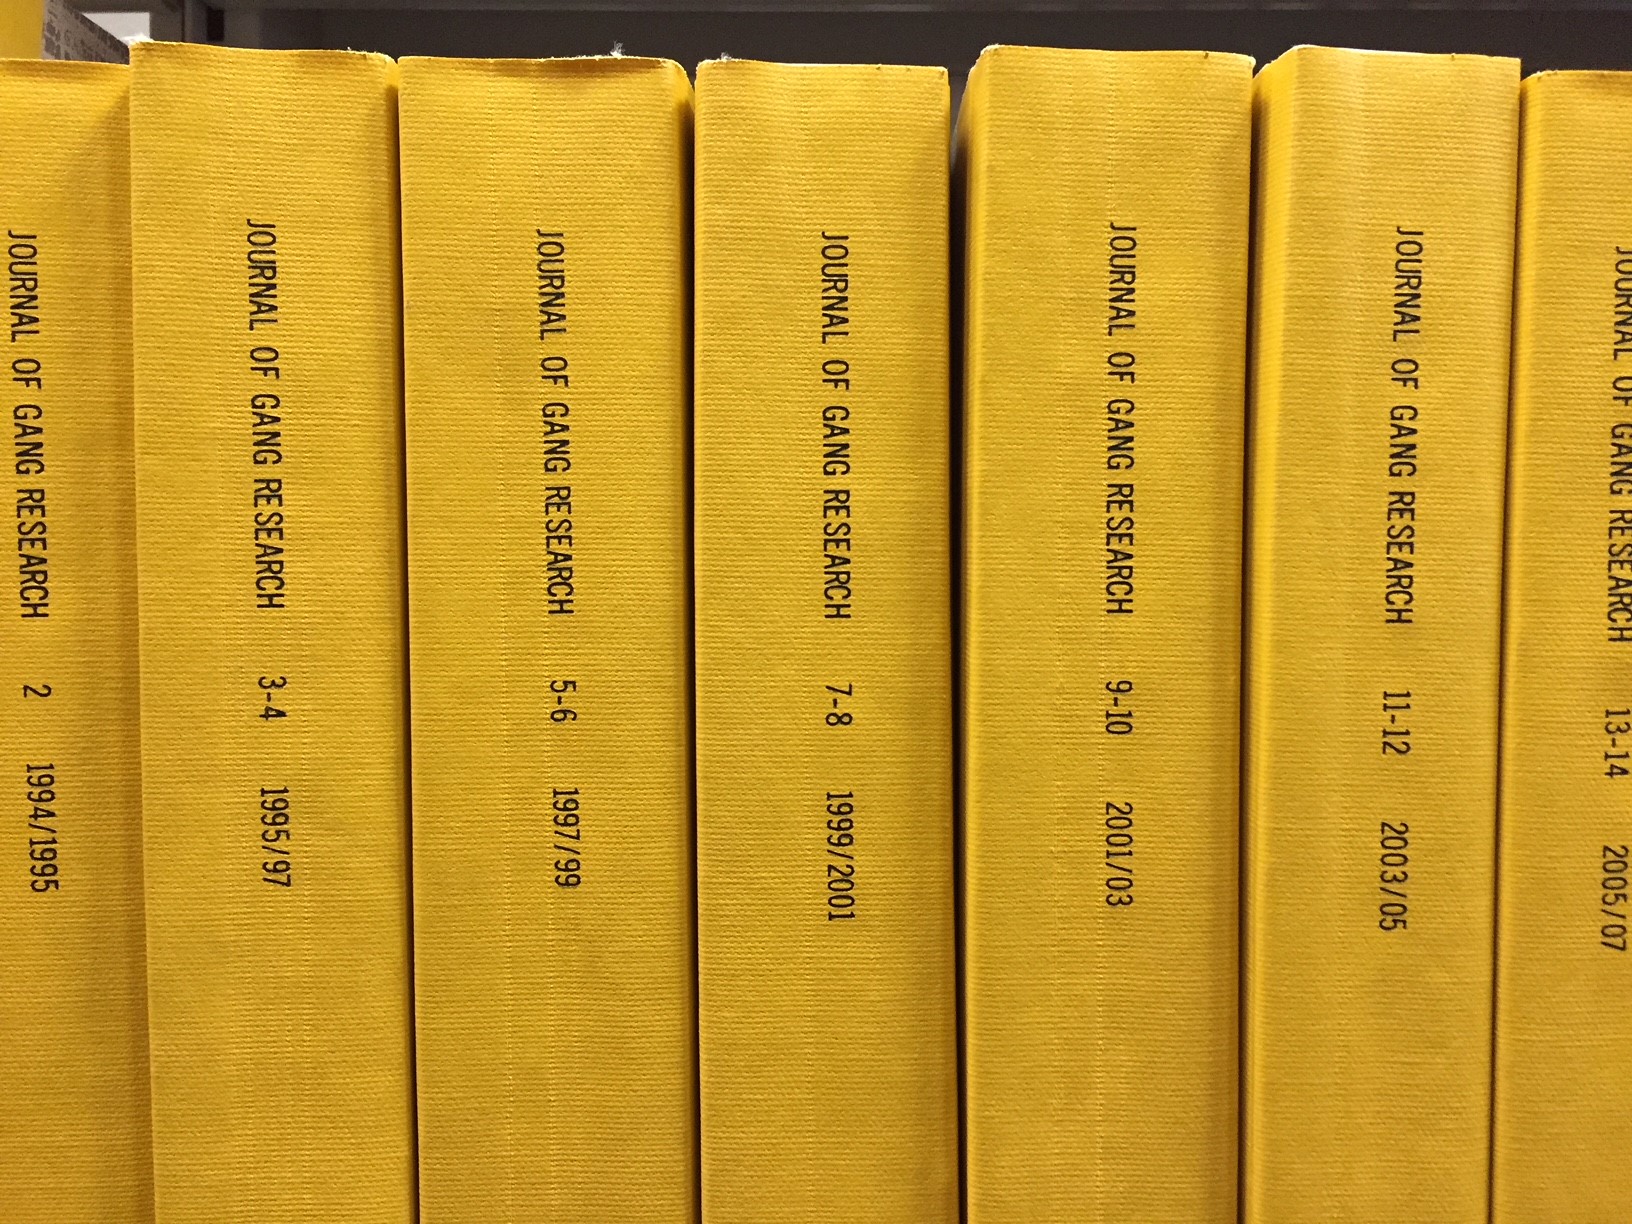 JOURNAL OF GANG RESEARCH 2 1994/1995
JOURNAL OF GANG RESEARCH 3-4 1995/97
JOURNAL OF GANG RESEARCH 5-6 1997/99
JOURNAL OF GANG RESEARCH 7-8 1999/2001
JOURNAL OF GANG RESEARCH 9-10 2001/03
JOURNAL OF GANG RESEARCH 11-12 2003/05
JOURNAL OF GANG RESEARCH 13-14 2005/07